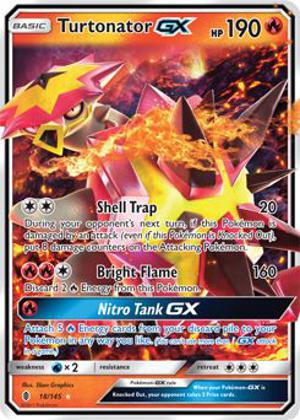 BASIC Turtonator GX HP 190
Shell Trap 20
During your opponent's next turn, if this Pokémon is
damaged by an attack (even if this Pokémon is Knocked Out), put 8 damage counters on the Attacking Pokémon.
Bright Flame 160
Discard 2 Energy from this Pokémon.
Nitro Tank GX
Attach 5 Energy cards from your discard pile to your
Pokémon in any way you like. (You can't use more than 1 GX attack
in a game.)
weakness ×2 resistance retreat
Illus. 18/145
Pokémon-GX rule
When your Pokémon-GX is
Knocked Out, your opponent takes 2 Prize cards.